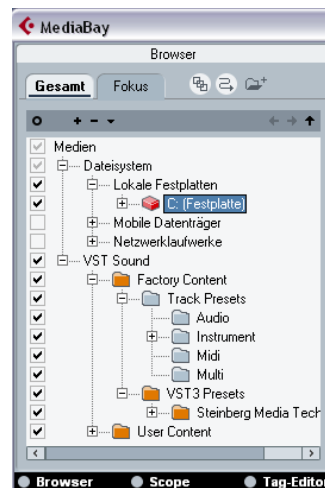 MediaBay
Browser
Gesamt Fokus
Medien
Dateisystem
Lokale Festplatten
C: (Festplatte)
Mobile Datenträger
Netzwerklaufwerke
VST Sound
Factory Content
Track Presets
Audio
Instrument
Midi
Multi
VST3 Presets
Steinberg Media Tech
User Content
Browser Scope Tag-Editor